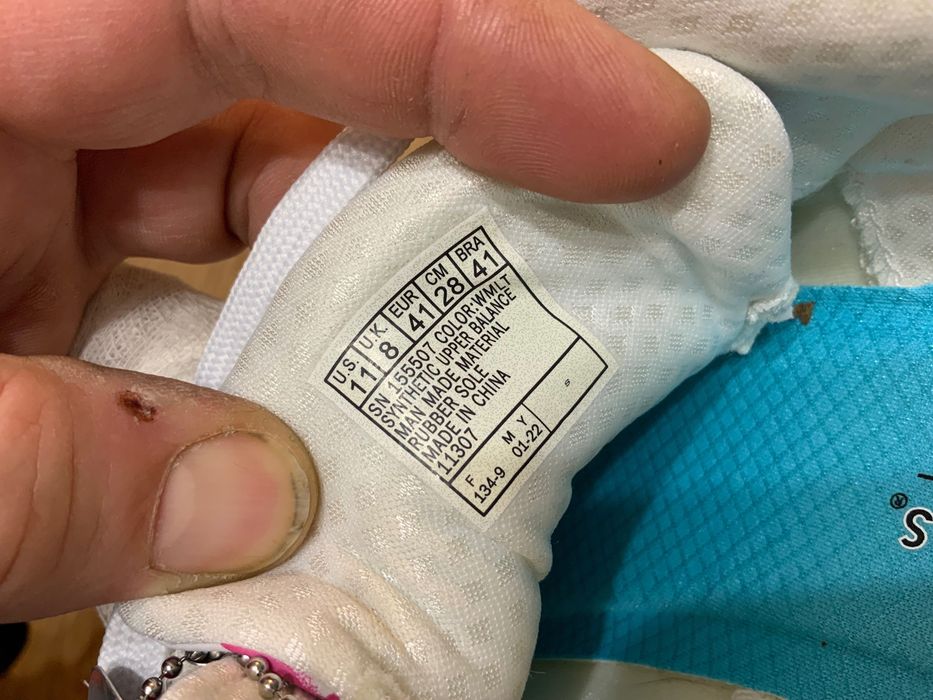 U.S. U.K. EUR CM BRA
11 8 41 28 41
SN 155507 COLOR:WMLT
SYNTHETIC UPPER BALANCE
MAN MADE MATERIAL
RUBBER SOLE
MADE IN CHINA
11307
F M Y
134-9 01-22
S
S®